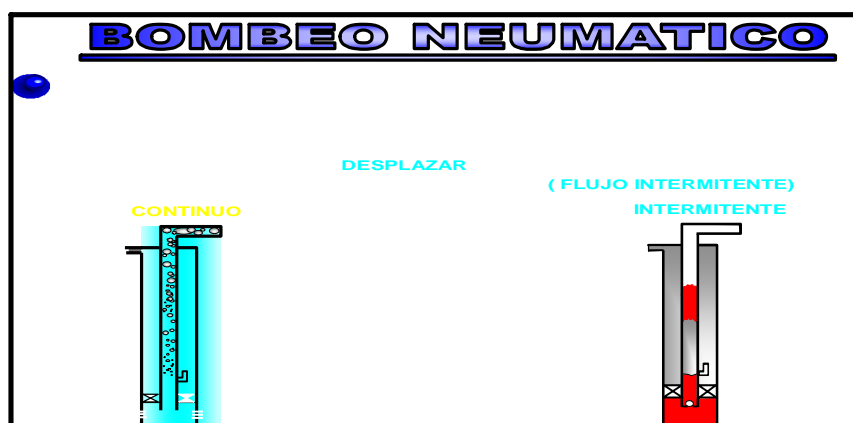 BOMBEO NEUMATICO
DESPLAZAR
( FLUJO INTERMITENTE)
CONTINUO
INTERMITENTE